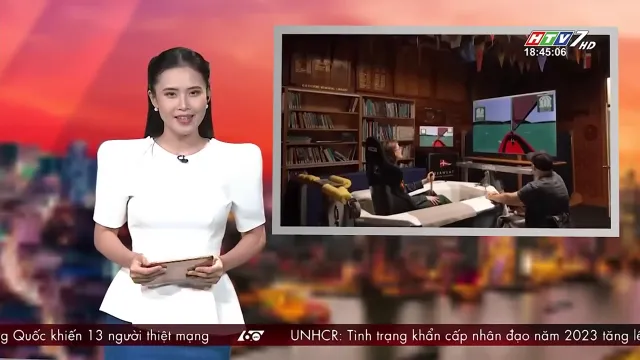 HTV7 HD
18:45:06
g Quốc khiến 13 người thiệt mạng
60
UNHCR: Tình trạng khẩn cấp nhân đạo năm 2023 tăng lê